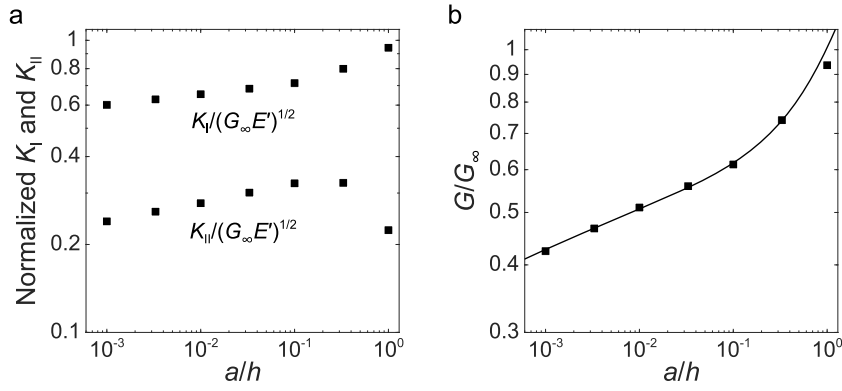 a
Normalized K_I and K_II
1
0.8
0.6
0.4
0.2
0.1
K_I/(G_∞E′)^1/2
K_II/(G_∞E′)^1/2
10^-3
10^-2
10^-1
10^0
a/h
b
G/G_∞
1
0.9
0.8
0.7
0.6
0.5
0.4
0.3
10^-3
10^-2
10^-1
10^0
a/h